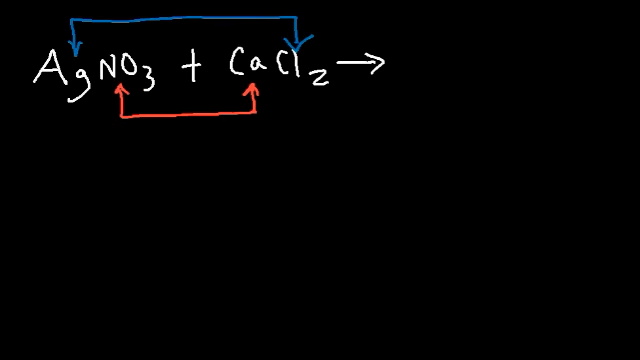 AgNO₃ + CaCl₂ →